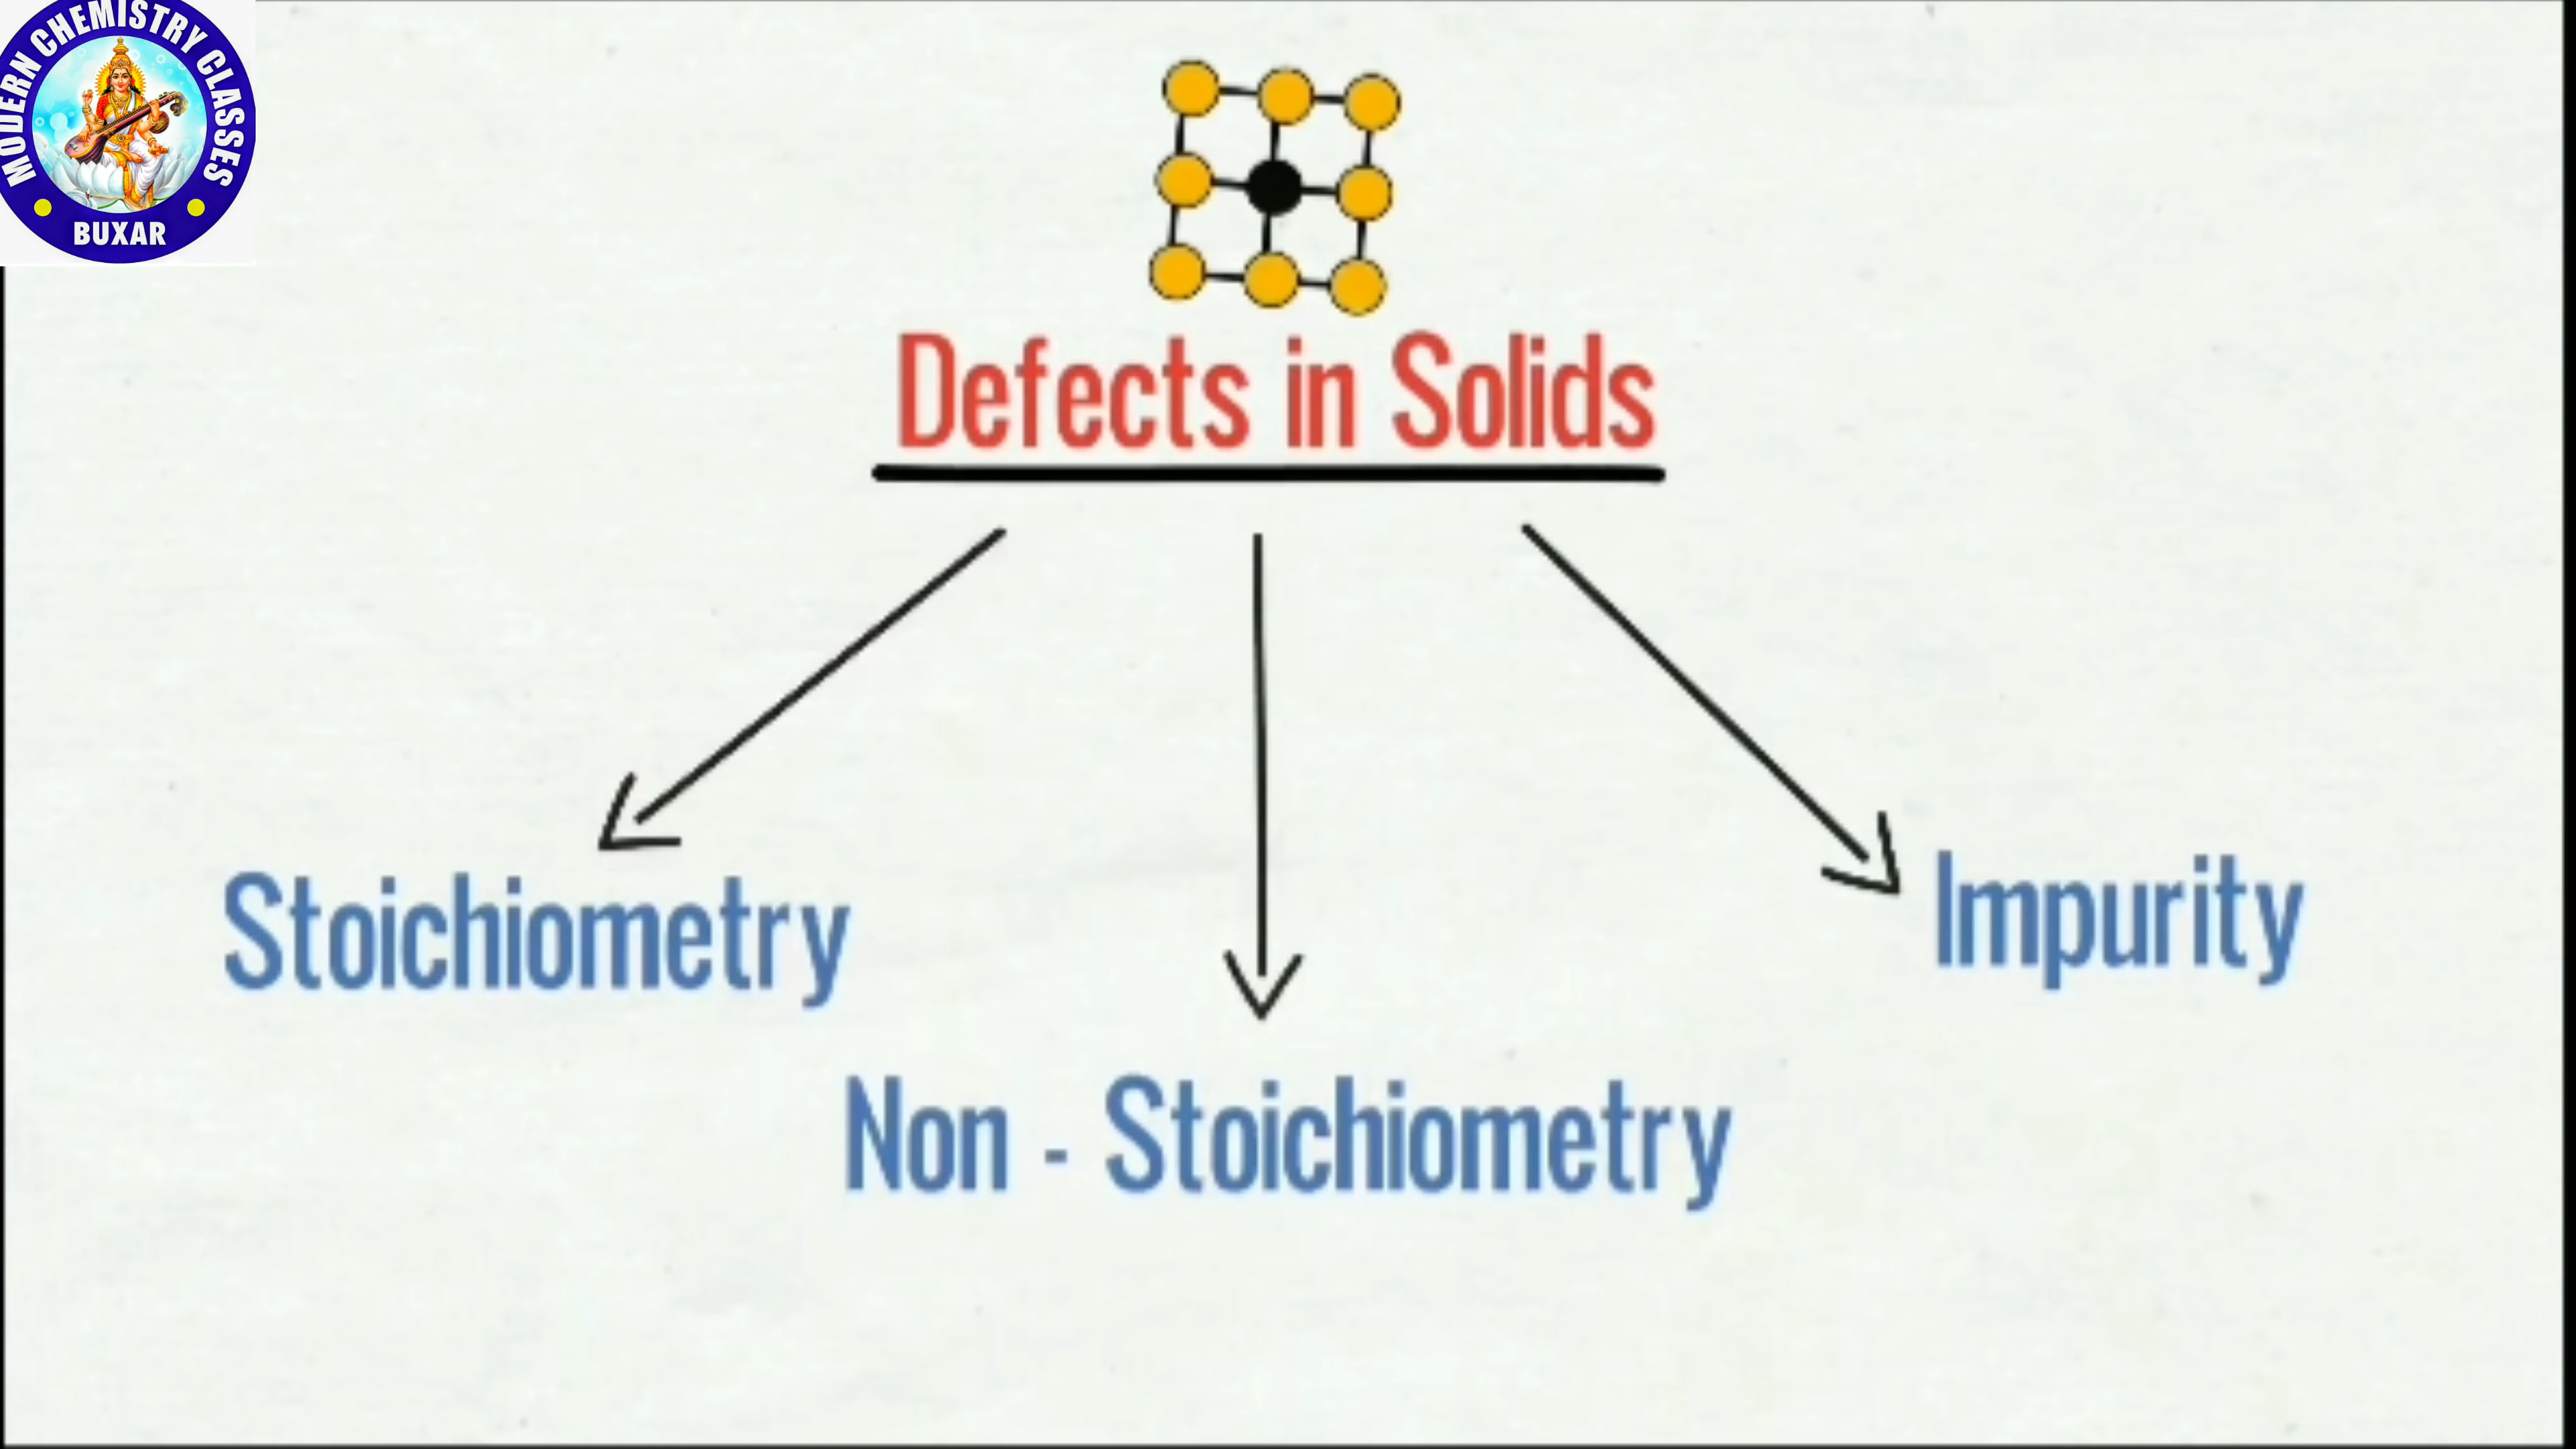 MODERN CHEMISTRY CLASSES
BUXAR
Defects in Solids
Stoichiometry
Non - Stoichiometry
Impurity